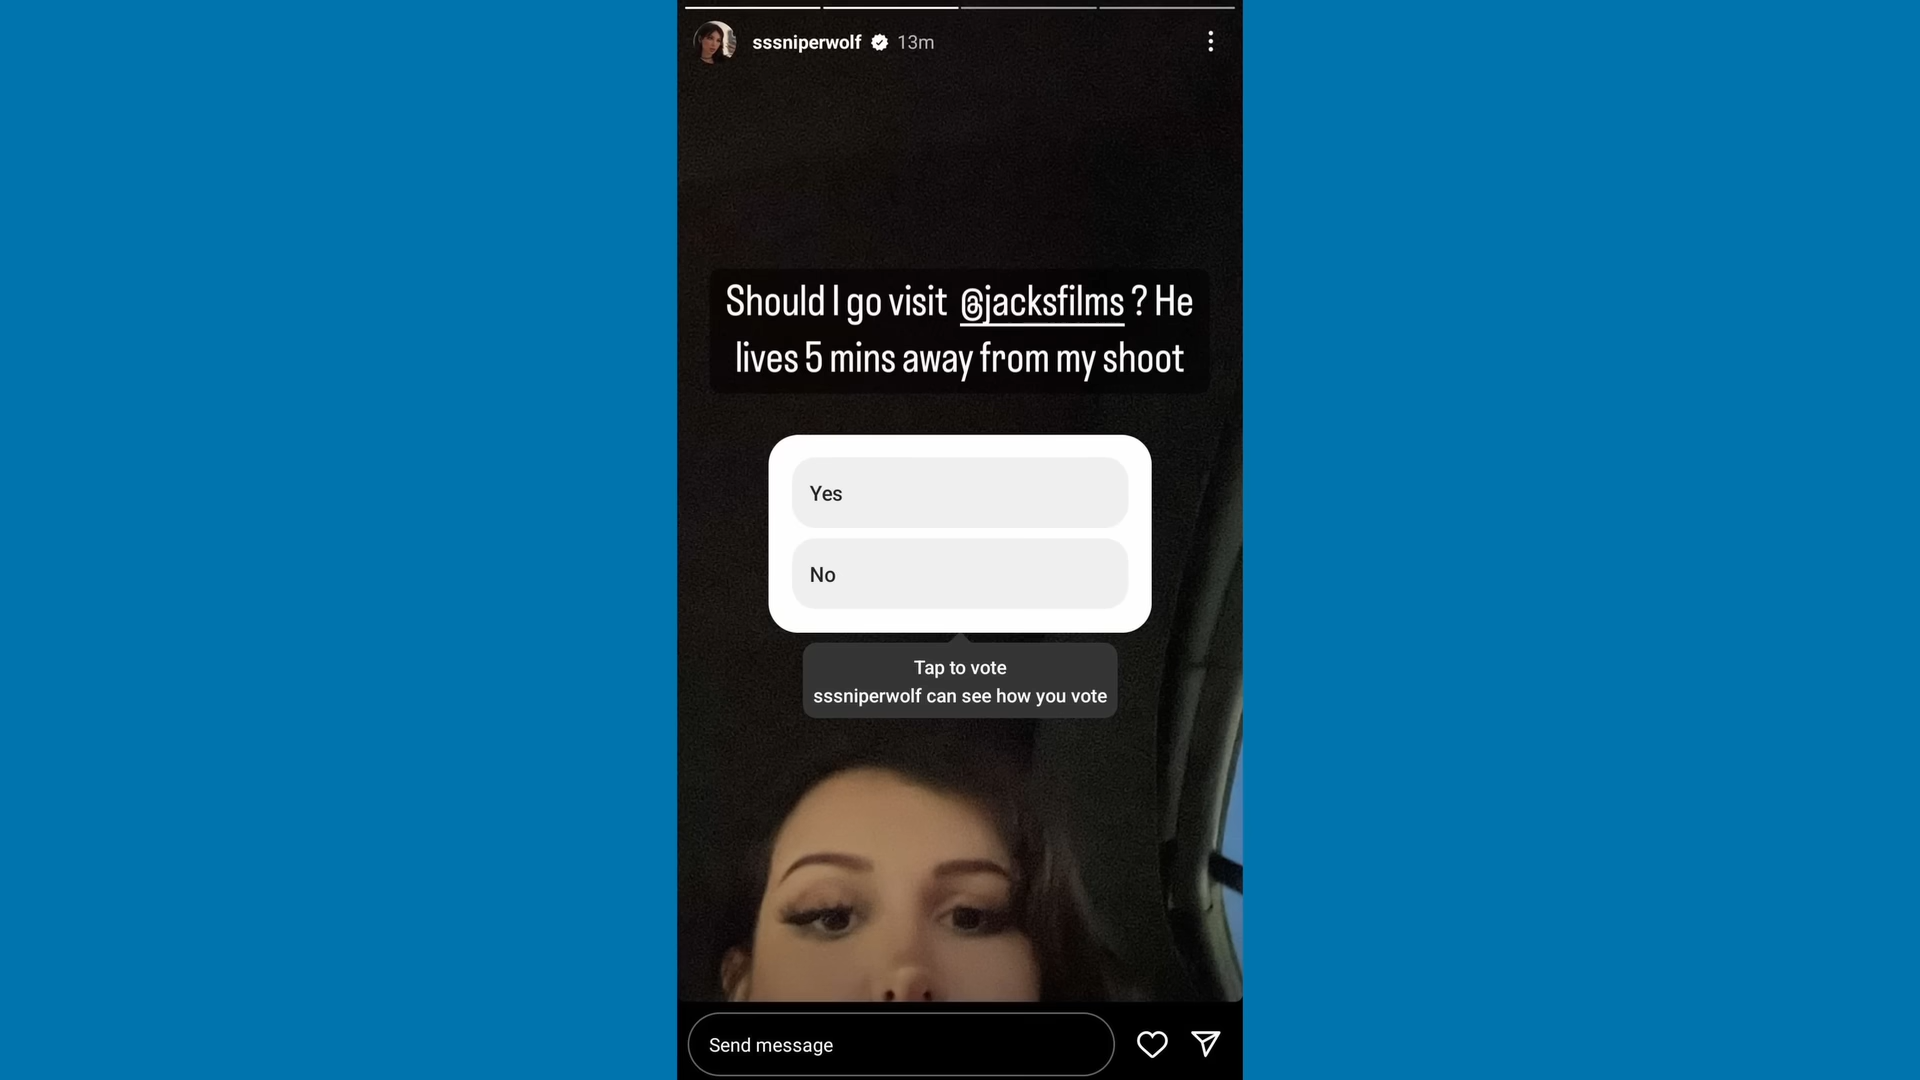 sssniperwolf 13m
Should I go visit @jacksfilms ? He
lives 5 mins away from my shoot
Yes
No
Tap to vote
sssniperwolf can see how you vote
Send message